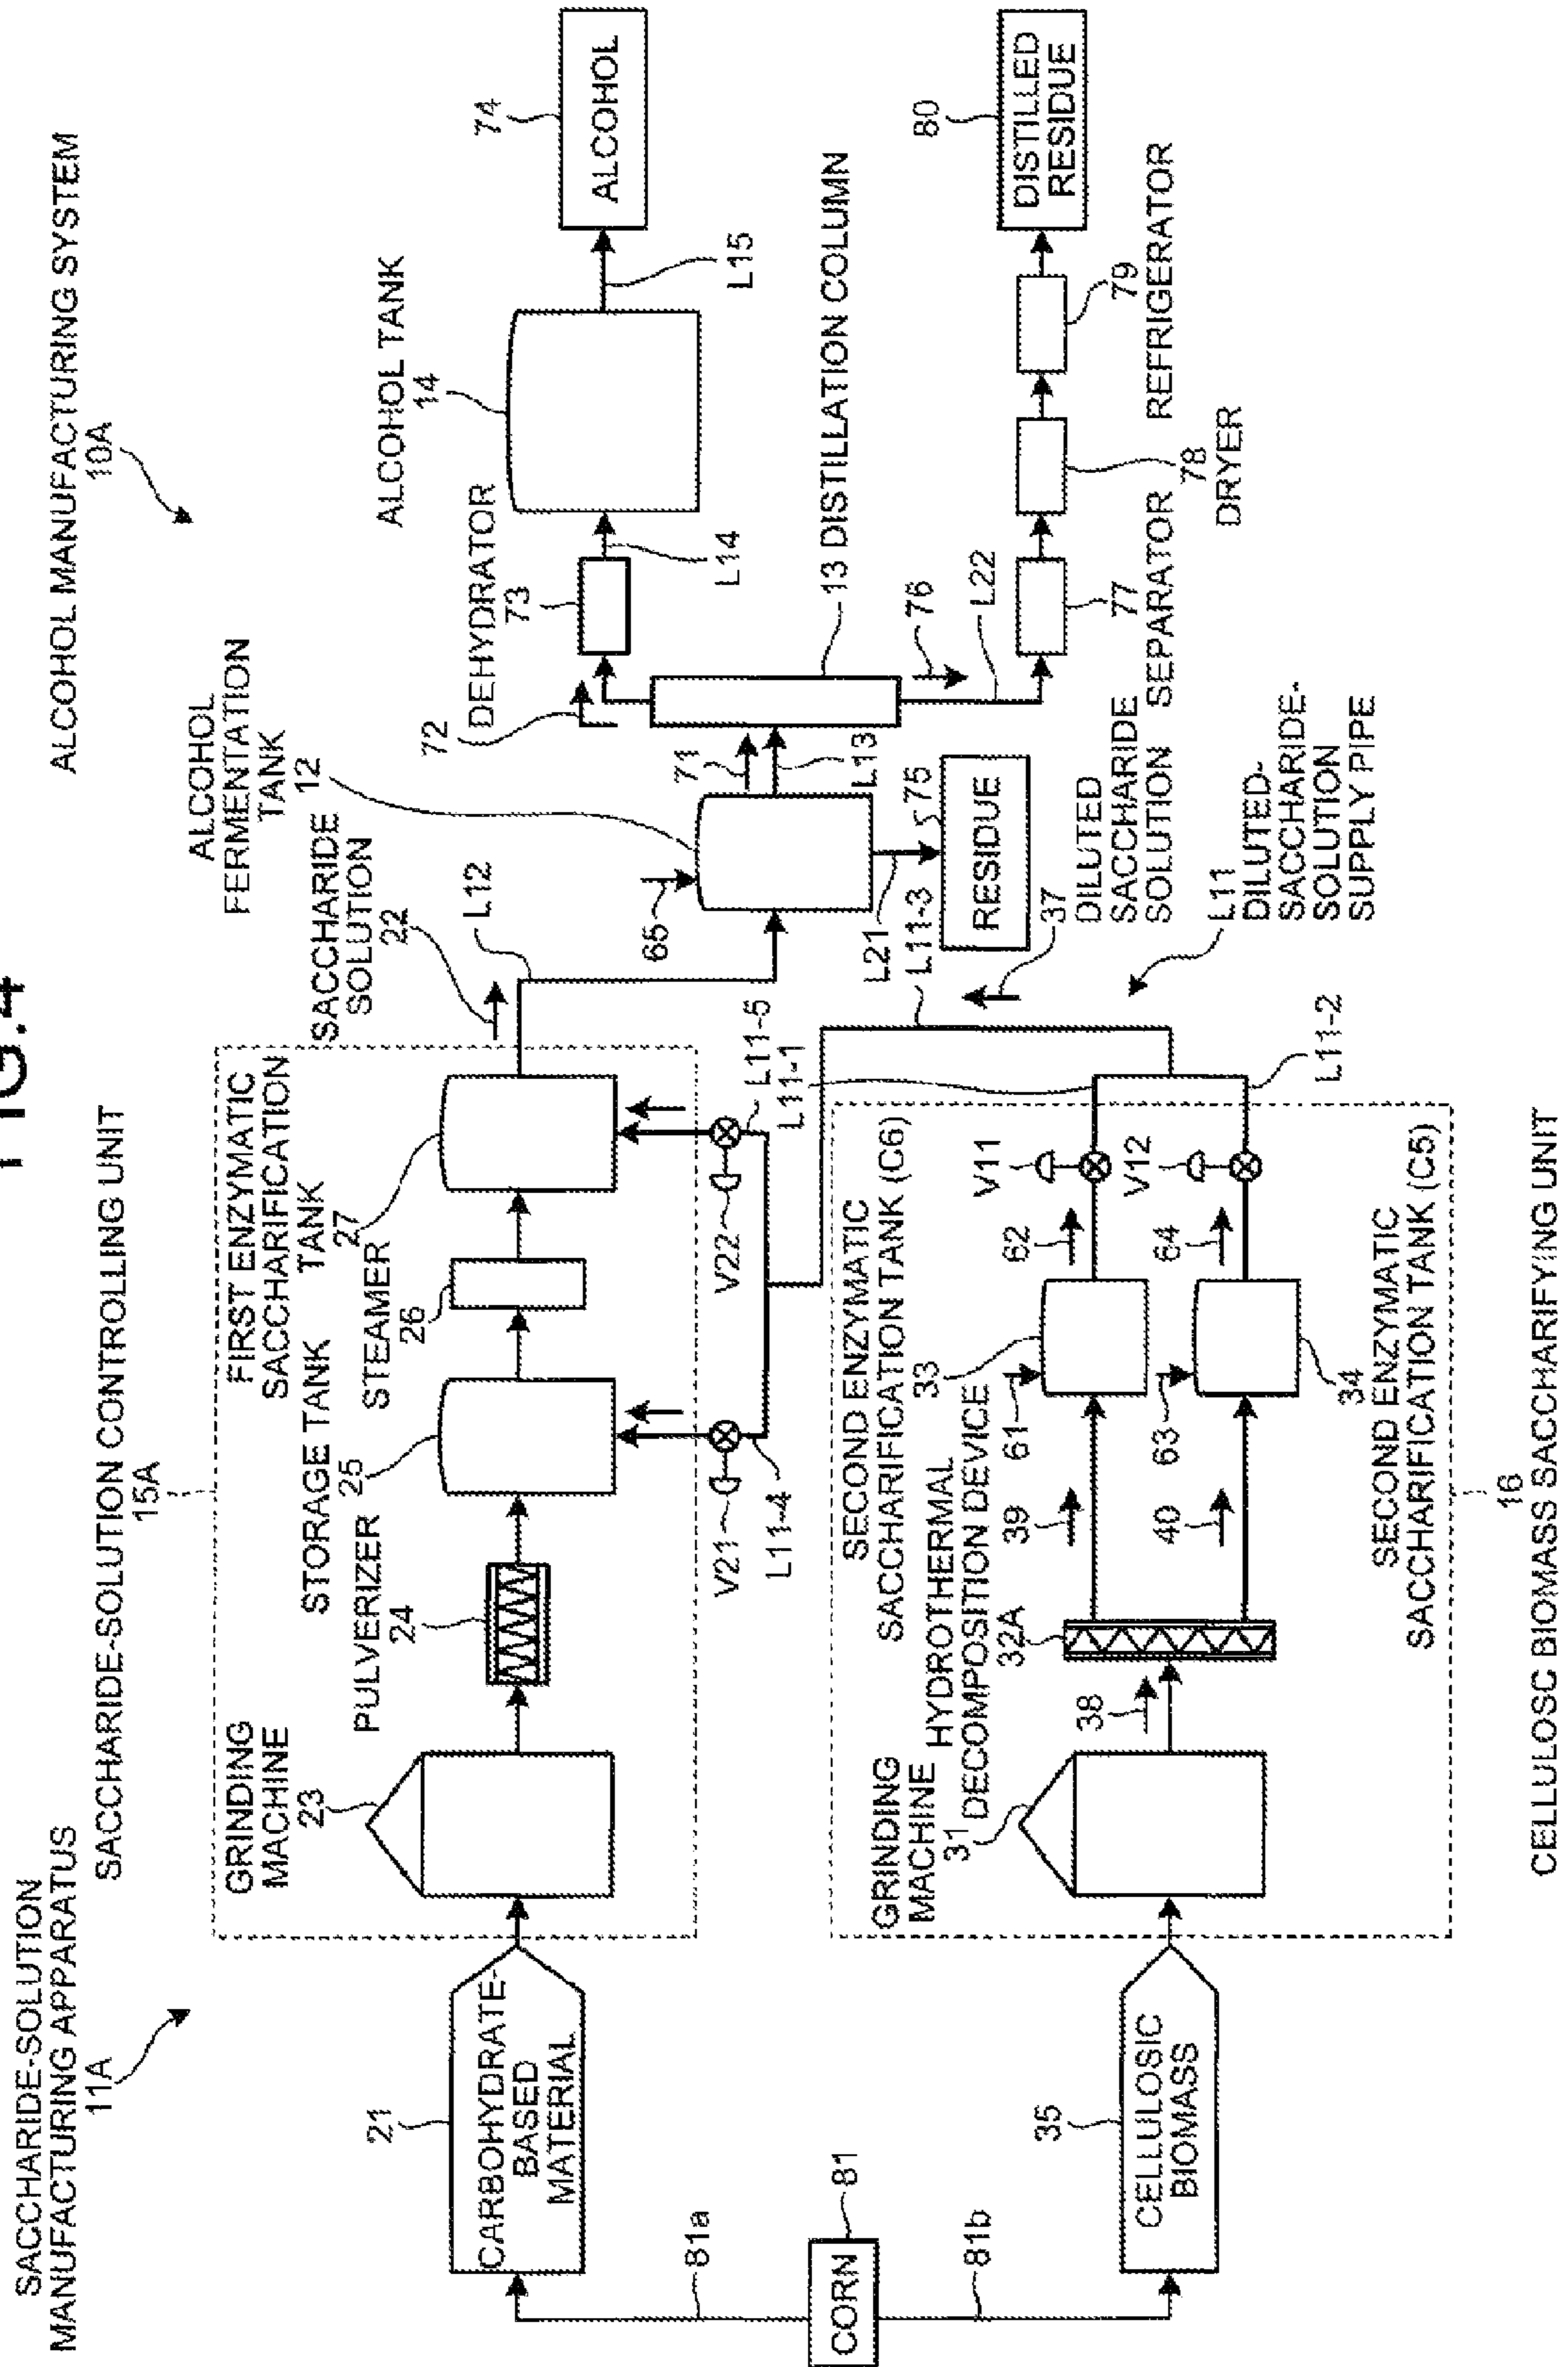 FIG.4
ALCOHOL MANUFACTURING SYSTEM
10A
SACCHARIDE-SOLUTION
MANUFACTURING APPARATUS
11A
SACCHARIDE-SOLUTION CONTROLLING UNIT
15A
GRINDING
MACHINE
23
PULVERIZER
24
STORAGE TANK
25
STEAMER
26
FIRST ENZYMATIC
SACCHARIFICATION
TANK
27
SACCHARIDE
SOLUTION
22
L12
ALCOHOL
FERMENTATION
TANK
12
65
71
L13
72
DEHYDRATOR
73
L14
ALCOHOL TANK
14
L15
74
ALCOHOL
21
CARBOHYDRATE-
BASED
MATERIAL
81a
CORN
81
81b
35
CELLULOSIC
BIOMASS
V21
L11-4
V22
L11-5
L11-1
L11-3
L21
RESIDUE
75
13 DISTILLATION COLUMN
76
L22
77
SEPARATOR
78
DRYER
79
REFRIGERATOR
80
DISTILLED
RESIDUE
37
DILUTED
SACCHARIDE
SOLUTION
L11
DILUTED-
SACCHARIDE-
SOLUTION
SUPPLY PIPE
L11-2
GRINDING
MACHINE
31
38
HYDROTHERMAL
DECOMPOSITION DEVICE
32A
39
40
SECOND ENZYMATIC
SACCHARIFICATION TANK (C6)
33
61
62
V11
63
64
V12
34
SECOND ENZYMATIC
SACCHARIFICATION TANK (C5)
16
CELLULOSC BIOMASS SACCHARIFYING UNIT